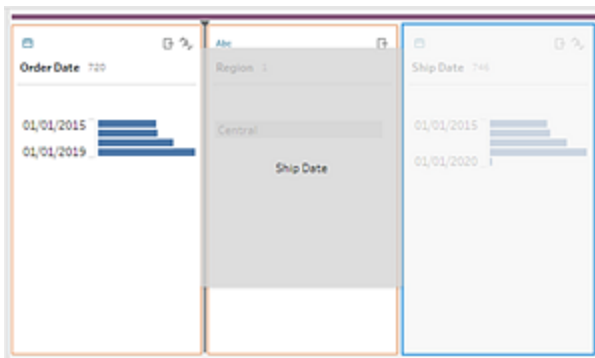 Order Date 720
01/01/2015
01/01/2019
Abc
Region 1
Central
Ship Date
Ship Date 746
01/01/2015
01/01/2020